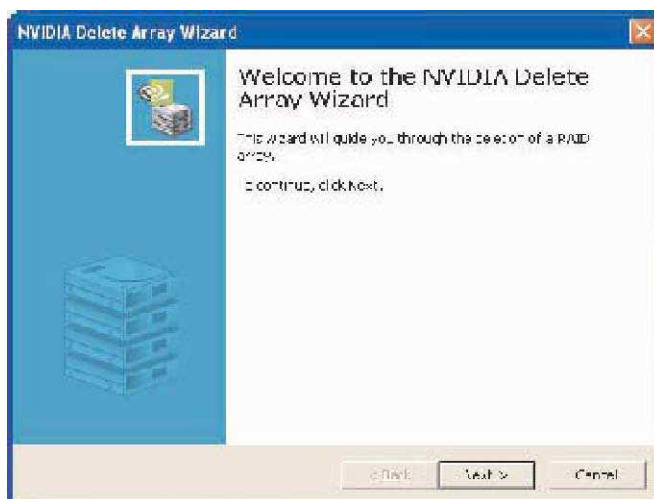 NVIDIA Delete Array Wizard
Welcome to the NVIDIA Delete
Array Wizard
This wizard will guide you through the deletion of a RAID
array.
To continue, click Next.
< Back
Next >
Cancel